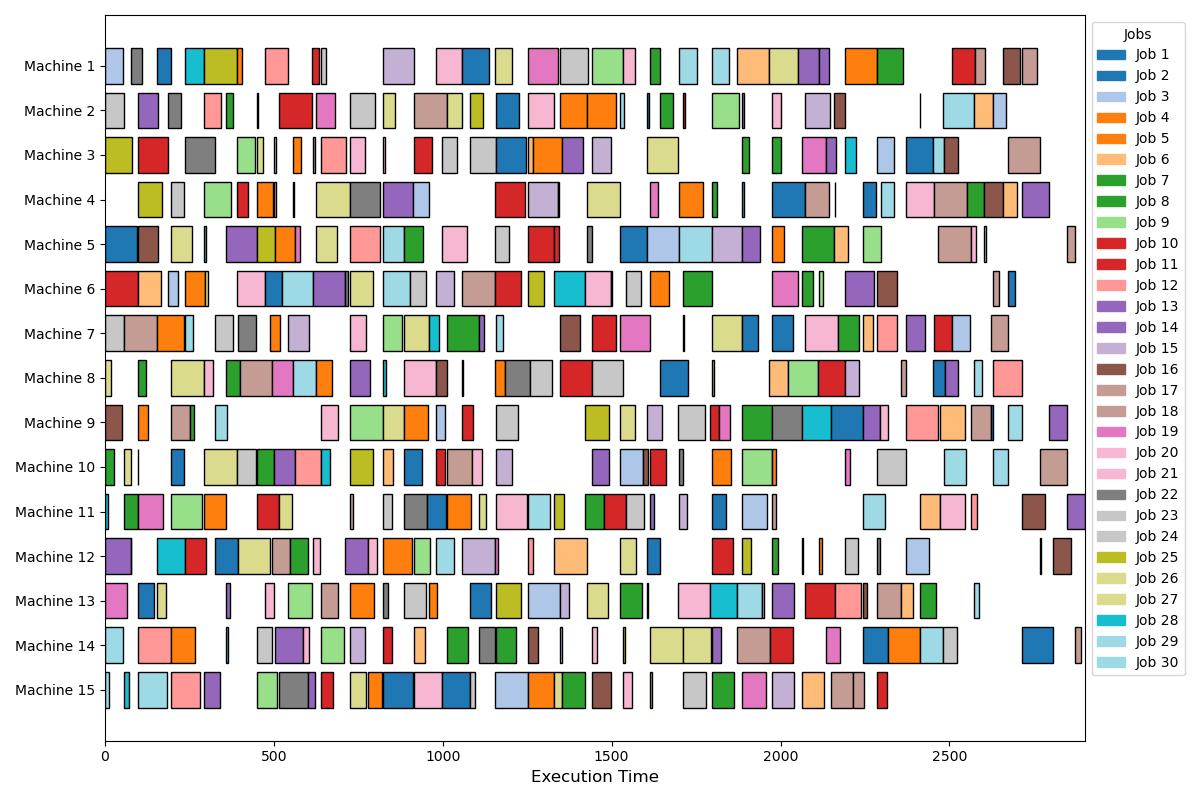 Machine 1
Machine 2
Machine 3
Machine 4
Machine 5
Machine 6
Machine 7
Machine 8
Machine 9
Machine 10
Machine 11
Machine 12
Machine 13
Machine 14
Machine 15
0 500 1000 1500 2000 2500
Execution Time
Jobs
Job 1
Job 2
Job 3
Job 4
Job 5
Job 6
Job 7
Job 8
Job 9
Job 10
Job 11
Job 12
Job 13
Job 14
Job 15
Job 16
Job 17
Job 18
Job 19
Job 20
Job 21
Job 22
Job 23
Job 24
Job 25
Job 26
Job 27
Job 28
Job 29
Job 30